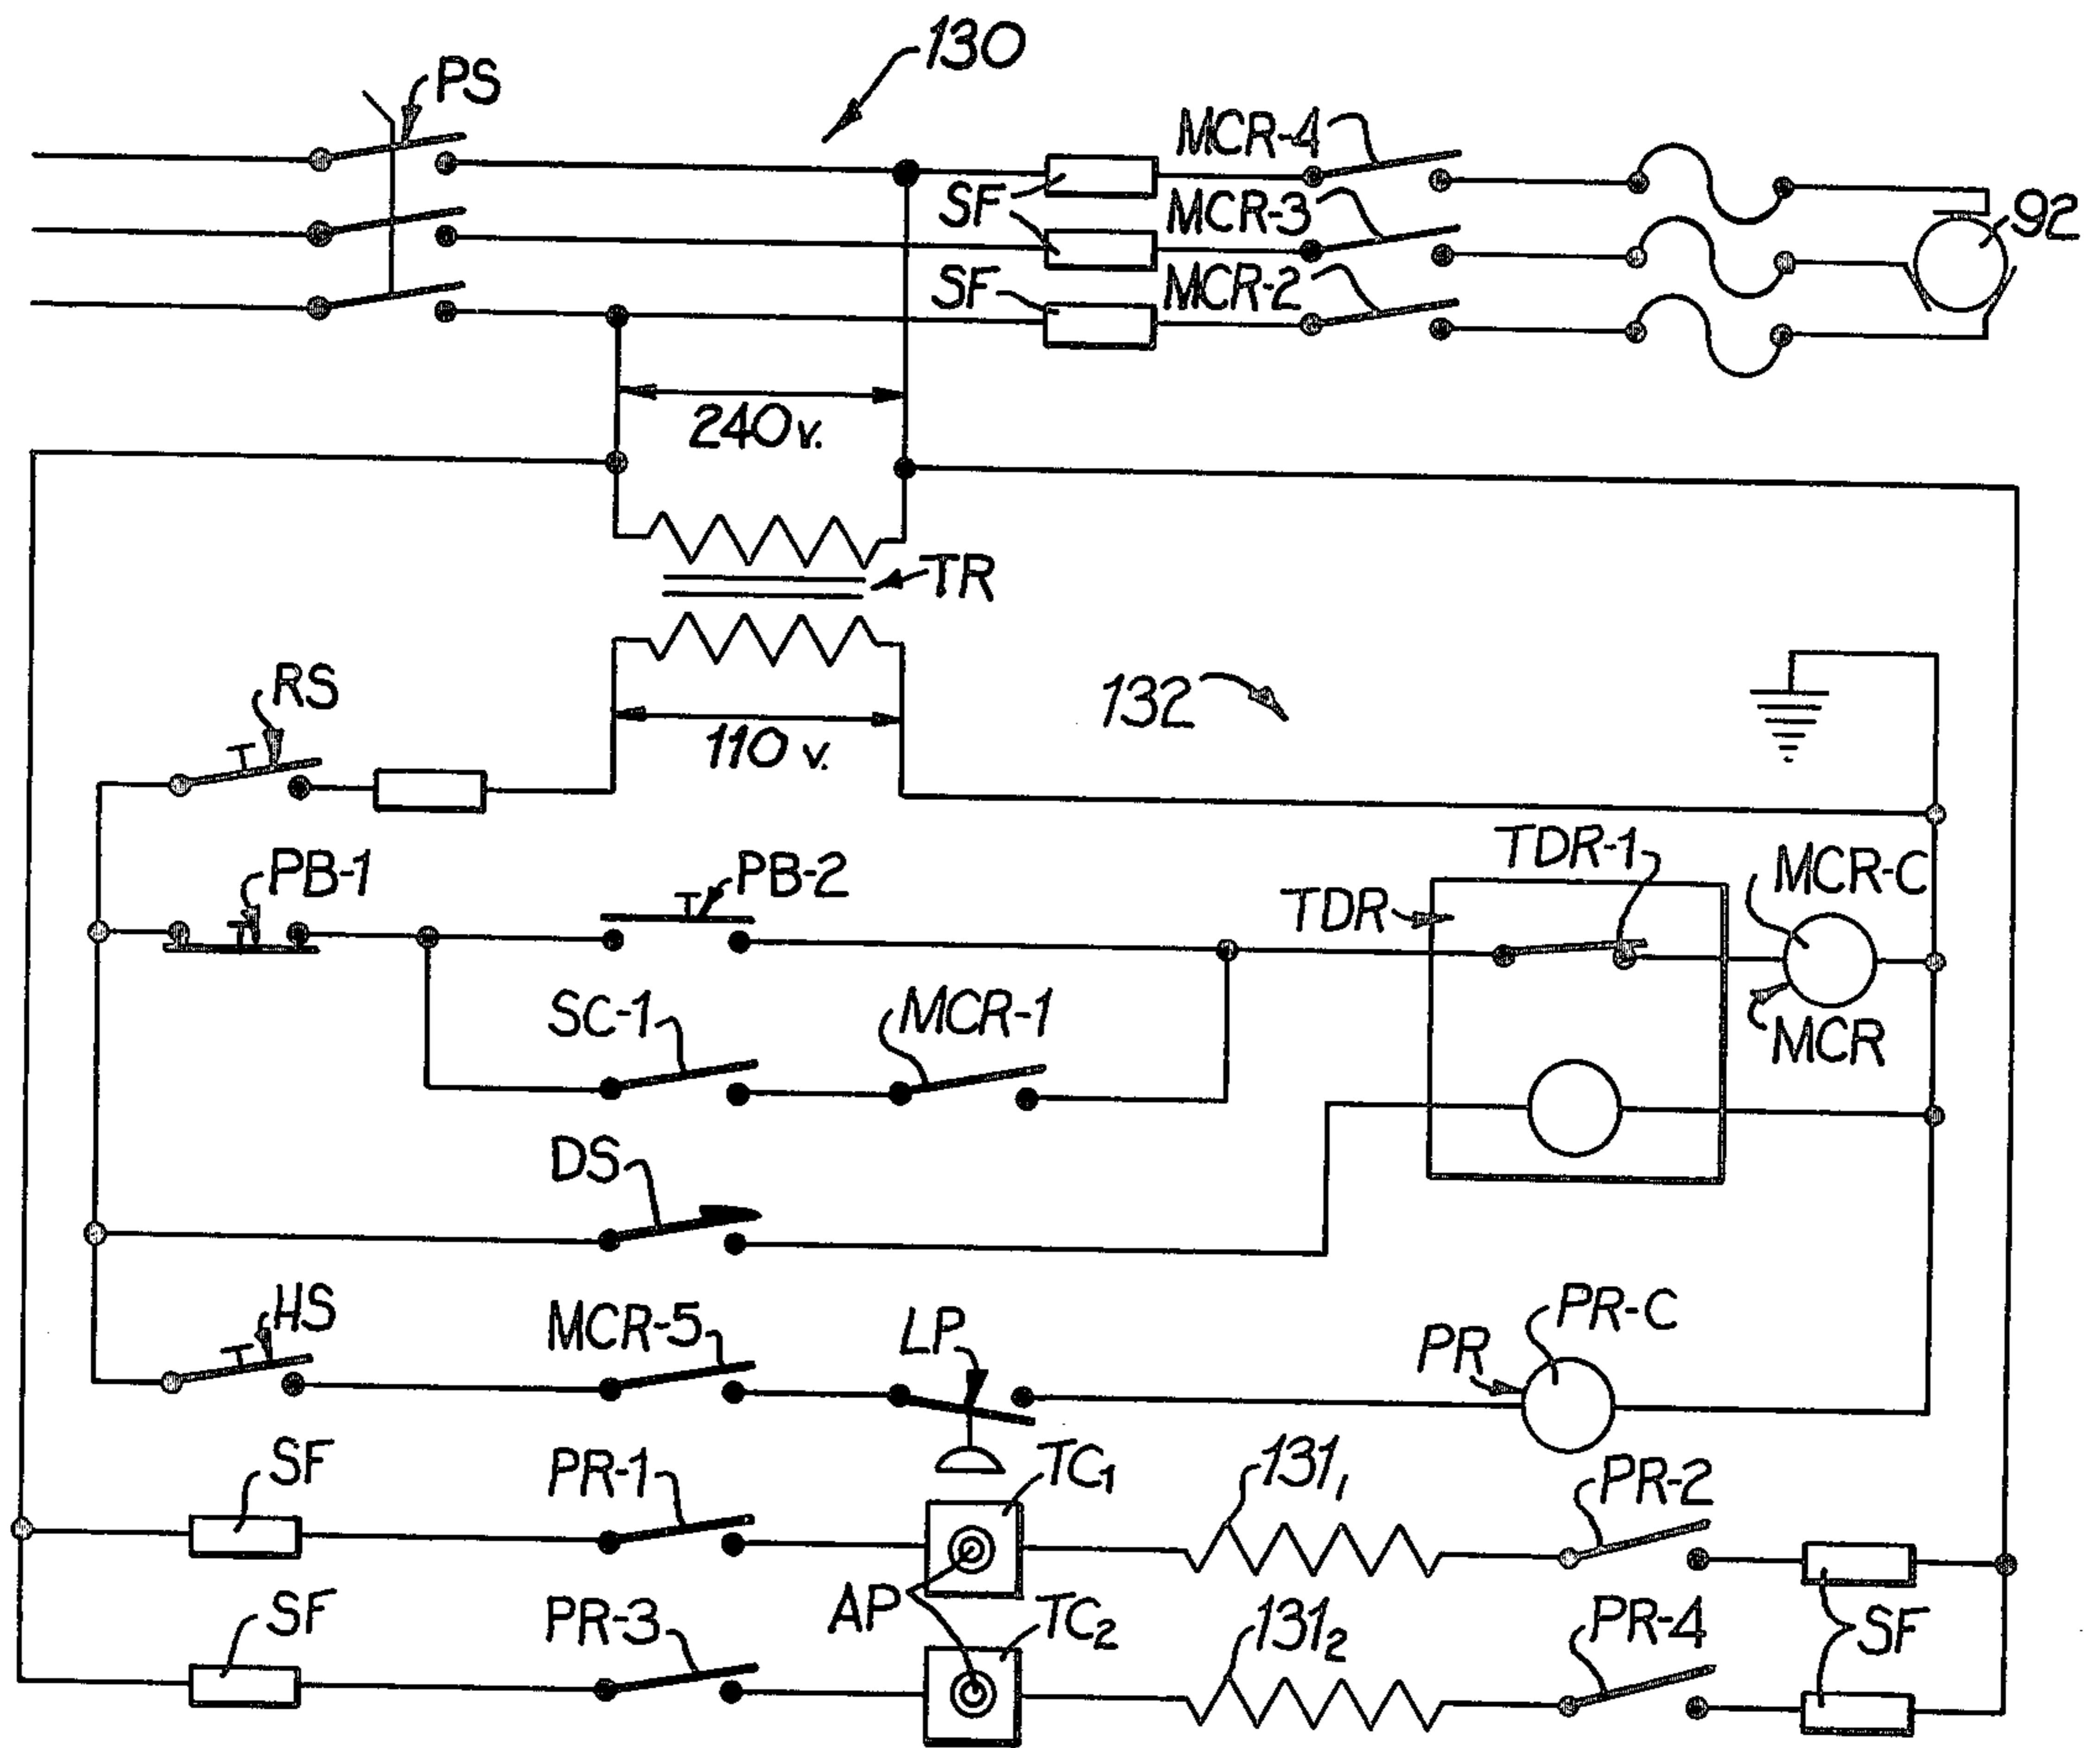 130
PS
MCR-4
SF
MCR-3
92
SF
MCR-2
240v.
TR
RS
132
110 v.
PB-1
PB-2
TDR-1
MCR-C
TDR
SC-1
MCR-1
MCR
DS
HS
MCR-5
LP
PR-C
PR
SF
PR-1
TC1
131₁
PR-2
AP
SF
PR-3
TC2
131₂
PR-4
SF